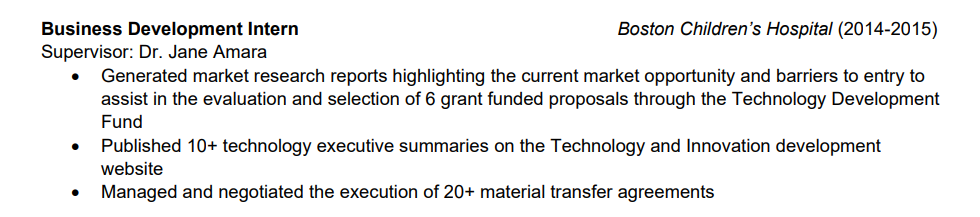 Business Development Intern Boston Children's Hospital (2014-2015)
Supervisor: Dr. Jane Amara
• Generated market research reports highlighting the current market opportunity and barriers to entry to
assist in the evaluation and selection of 6 grant funded proposals through the Technology Development
Fund
• Published 10+ technology executive summaries on the Technology and Innovation development
website
• Managed and negotiated the execution of 20+ material transfer agreements